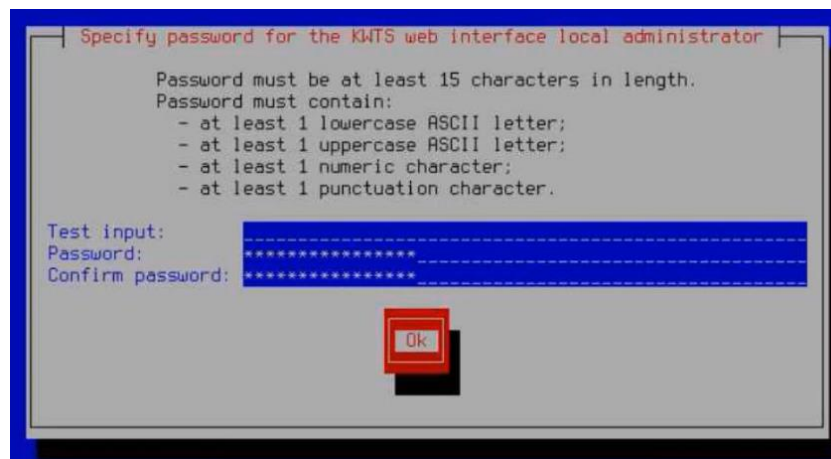 Specify password for the KWTS web interface local administrator
Password must be at least 15 characters in length.
Password must contain:
- at least 1 lowercase ASCII letter;
- at least 1 uppercase ASCII letter;
- at least 1 numeric character;
- at least 1 punctuation character.
Test input:
Password: ****************
Confirm password: ****************
Ok